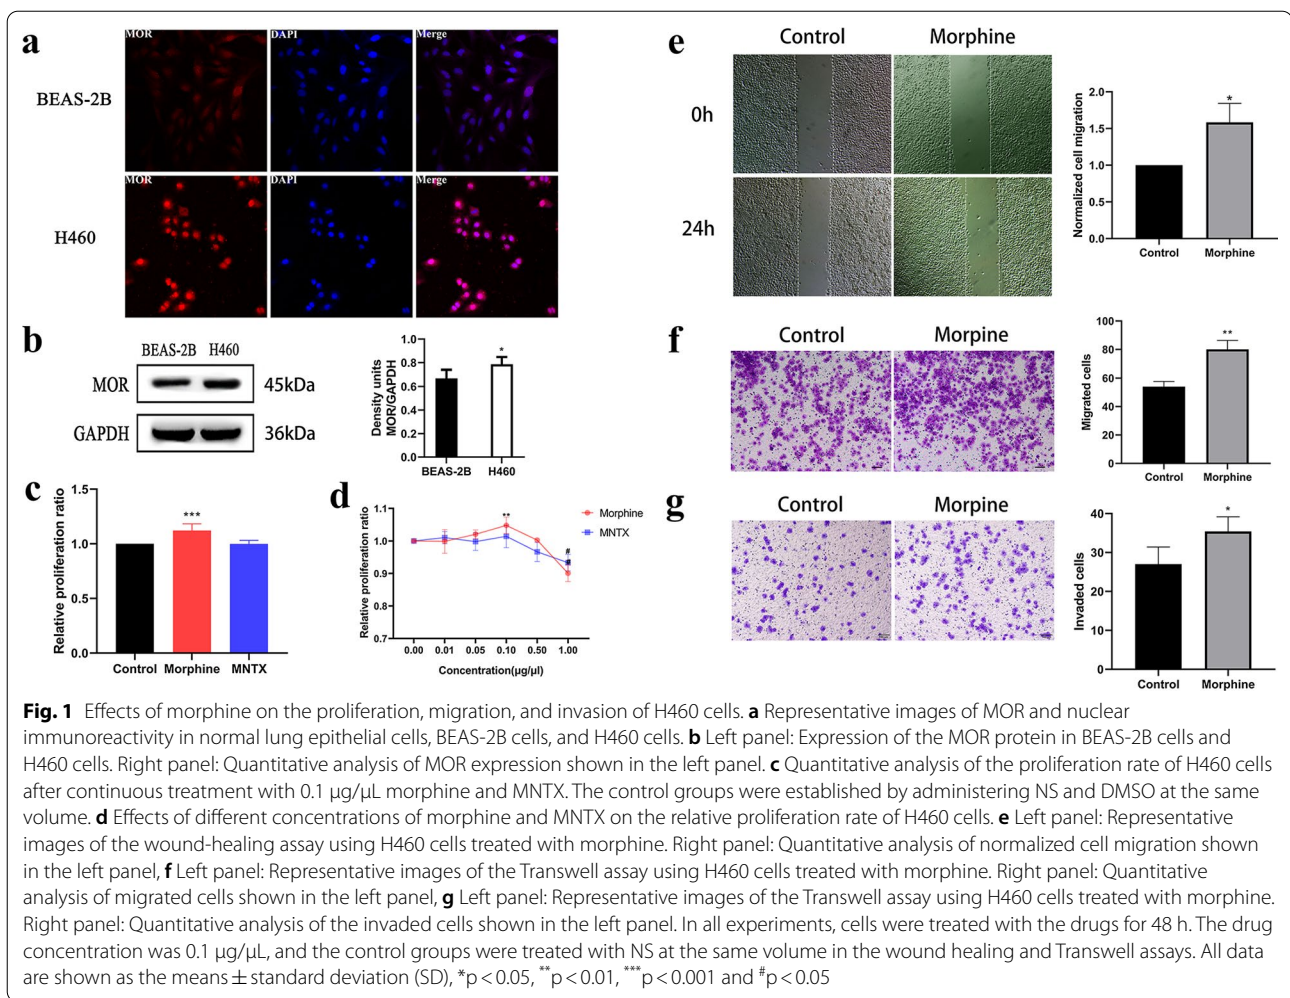 a
MOR
DAPI
Merge
BEAS-2B
MOR
DAPI
Merge
H460
b
BEAS-2B H460
MOR
45kDa
GAPDH
36kDa
Density units
MOR/GAPDH
1.0
0.8
0.6
0.4
0.2
0.0
*
BEAS-2B
H460
c
Relative proliferation ratio
1.5
1.0
0.5
0.0
***
Control
Morphine
MNTX
d
Relative proliferation ratio
1.1
1.0
0.9
0.8
0.7
**
#
Morphine
MNTX
0.00
0.01
0.05
0.10
0.50
1.00
Concentration(μg/μl)
e
Control
Morphine
0h
24h
Normalized cell migration
2.0
1.5
1.0
0.5
0.0
*
Control
Morphine
f
Control
Morpine
Migrated cells
100
80
60
40
20
0
**
Control
Morphine
g
Control
Morpine
Invaded cells
40
30
20
10
0
*
Control
Morphine
Fig. 1 Effects of morphine on the proliferation, migration, and invasion of H460 cells. a Representative images of MOR and nuclear
immunoreactivity in normal lung epithelial cells, BEAS-2B cells, and H460 cells. b Left panel: Expression of the MOR protein in BEAS-2B cells and
H460 cells. Right panel: Quantitative analysis of MOR expression shown in the left panel. c Quantitative analysis of the proliferation rate of H460 cells
after continuous treatment with 0.1 μg/μL morphine and MNTX. The control groups were established by administering NS and DMSO at the same
volume. d Effects of different concentrations of morphine and MNTX on the relative proliferation rate of H460 cells. e Left panel: Representative
images of the wound-healing assay using H460 cells treated with morphine. Right panel: Quantitative analysis of normalized cell migration shown
in the left panel, f Left panel: Representative images of the Transwell assay using H460 cells treated with morphine. Right panel: Quantitative
analysis of migrated cells shown in the left panel, g Left panel: Representative images of the Transwell assay using H460 cells treated with morphine.
Right panel: Quantitative analysis of the invaded cells shown in the left panel. In all experiments, cells were treated with the drugs for 48 h. The drug
concentration was 0.1 μg/μL, and the control groups were treated with NS at the same volume in the wound healing and Transwell assays. All data
are shown as the means ± standard deviation (SD), *p < 0.05, **p < 0.01, ***p < 0.001 and #p < 0.05